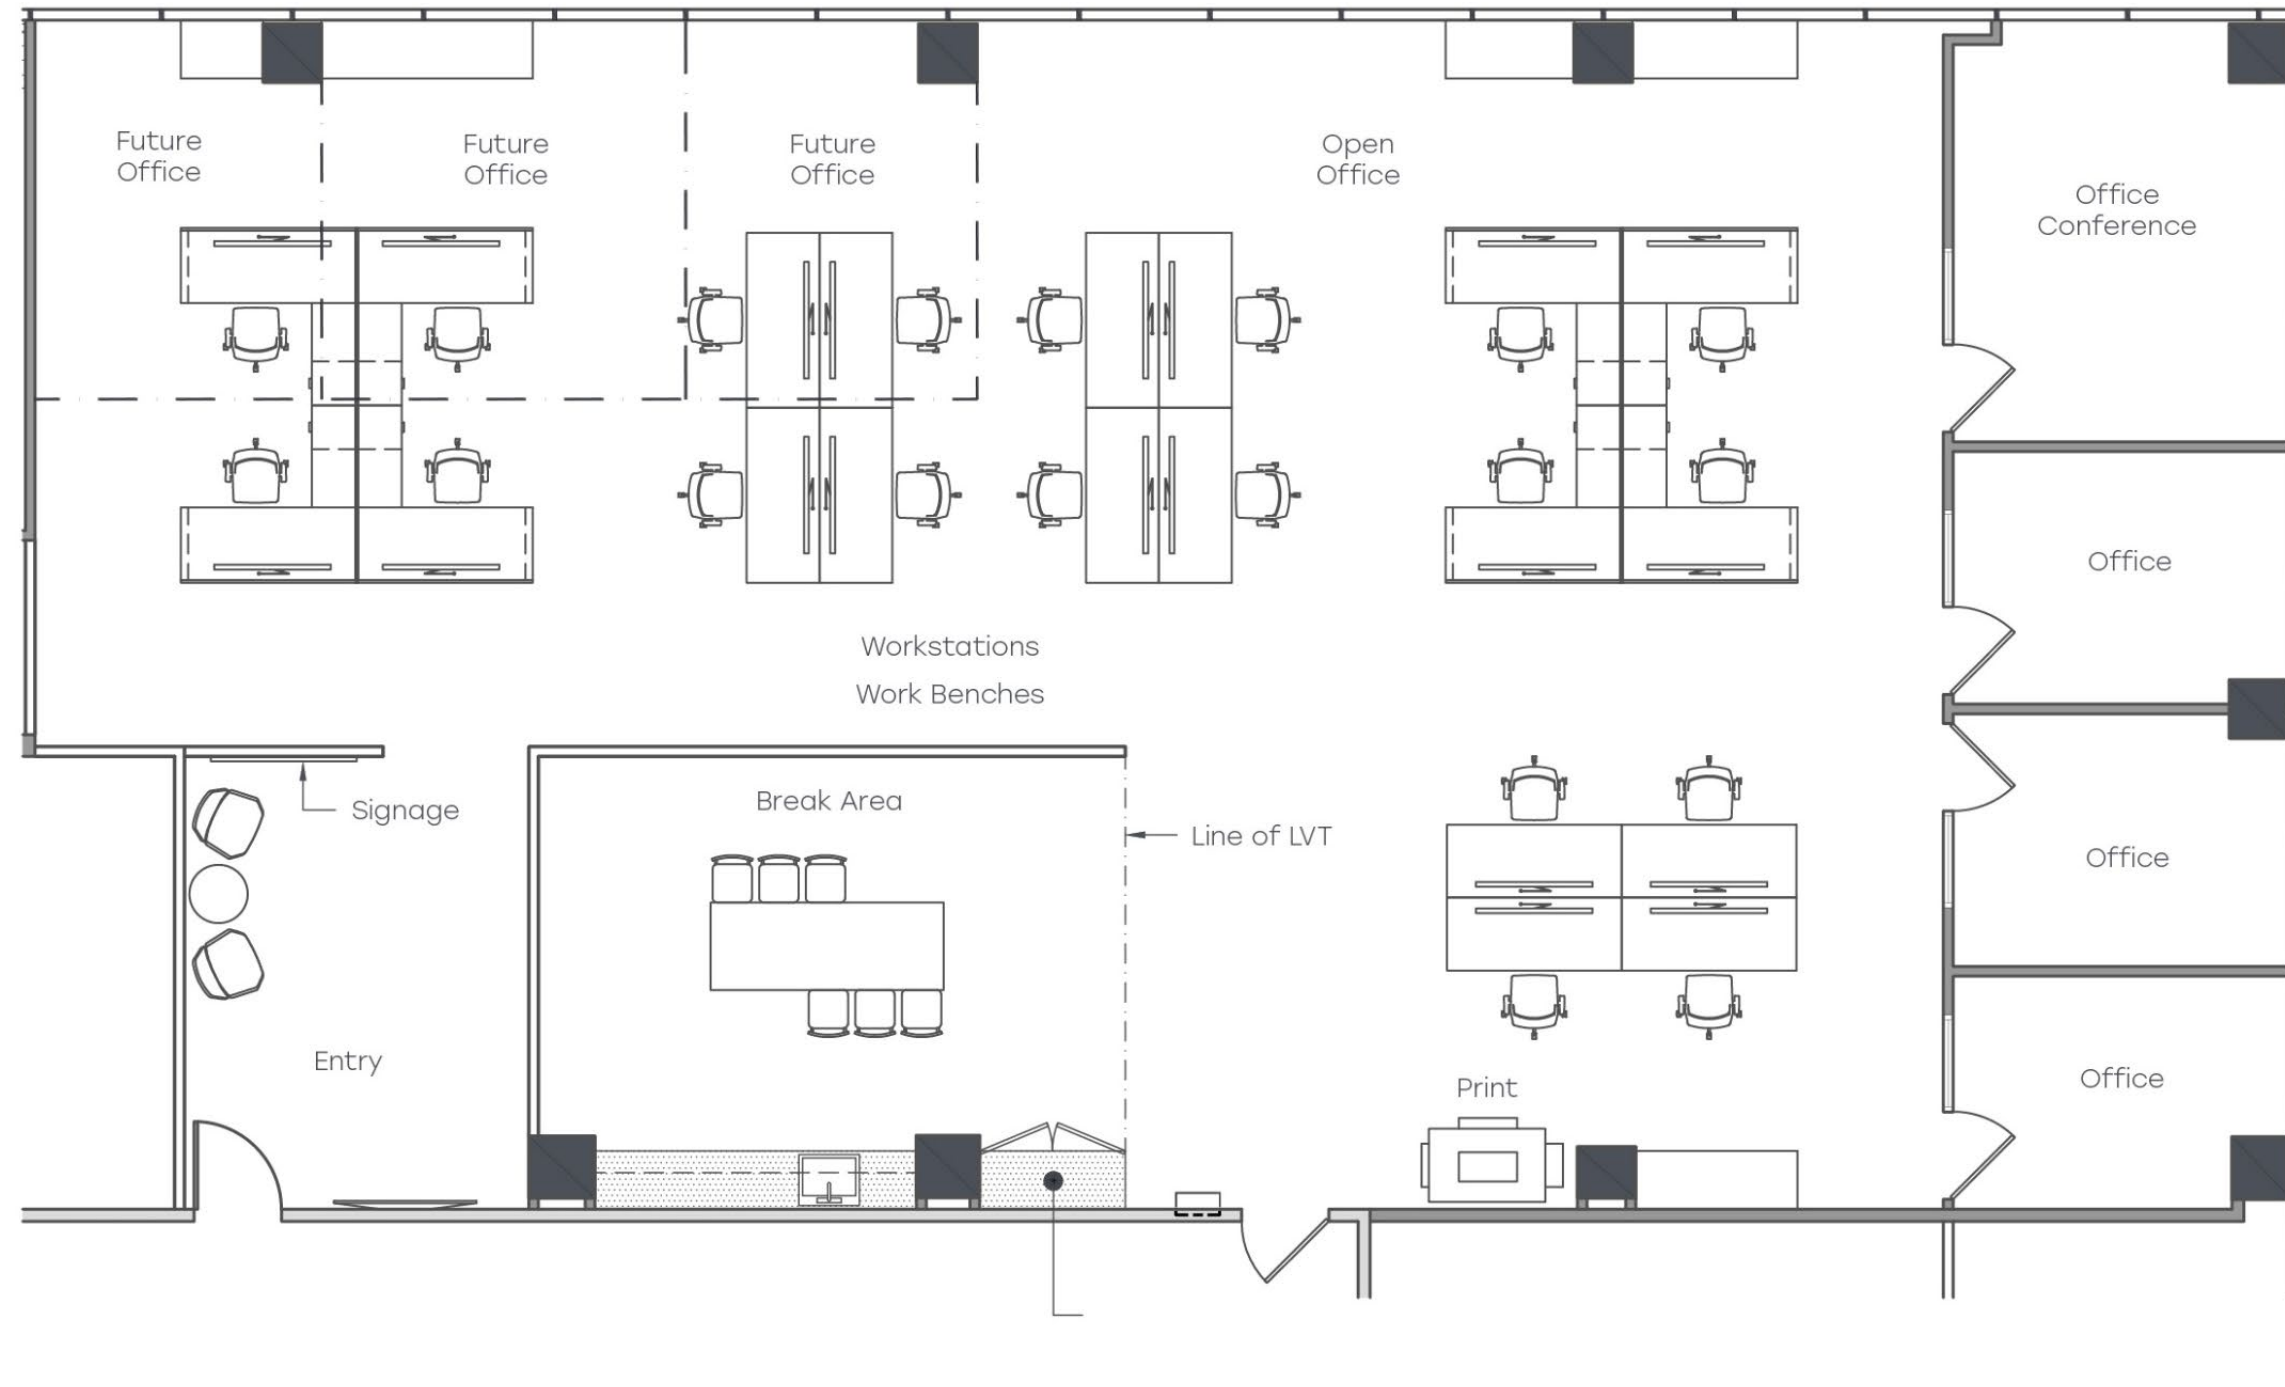 Future
Office
Future
Office
Future
Office
Open
Office
Office
Conference
Office
Workstations
Work Benches
Signage
Break Area
Line of LVT
Office
Entry
Print
Office